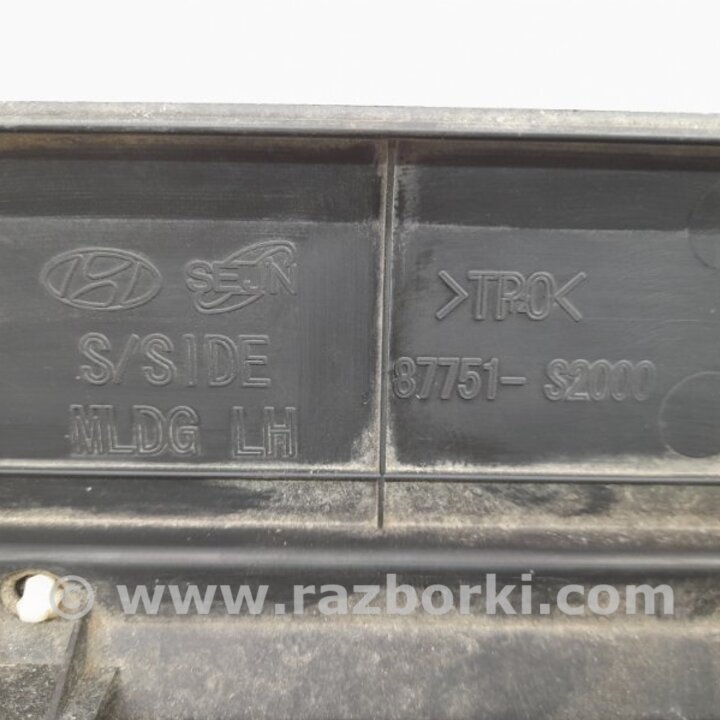 SEJIN
>TPO<
S/SIDE
87751- S2000
MLDG LH
© www.razborki.com